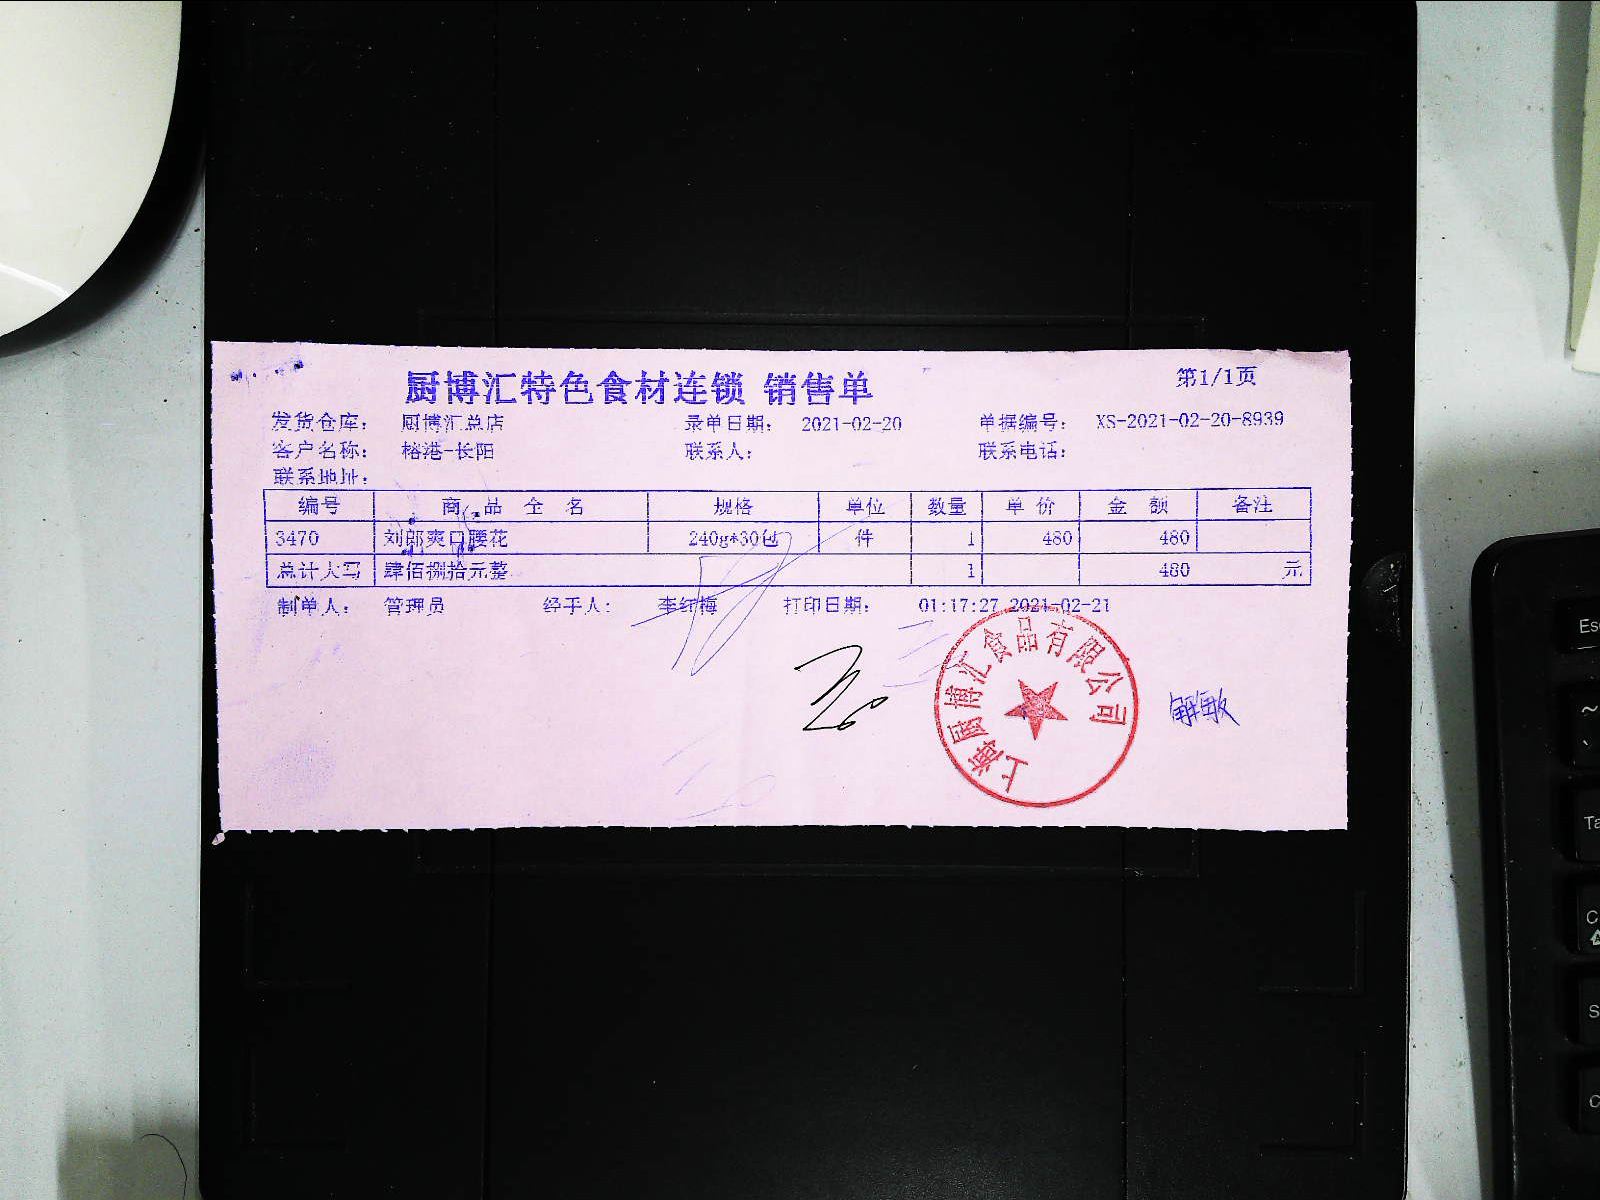 厨博汇特色食材连锁 销售单
第1/1页
发货仓库: 厨博汇总店 录单日期: 2021-02-20 单据编号: XS-2021-02-20-8939
客户名称: 榕港-长阳 联系人: 联系电话:
联系地址:
编号 商品全名 规格 单位 数量 单价 金额 备注
3470 刘郎爽口腰花 240g*30包 件 1 480 480
总计大写 肆佰捌拾元整 1 480 元
制单人: 管理员 经手人: 李红梅 打印日期: 01:17:27 2021-02-21
上海厨博汇食品有限公司
解敏
Esc